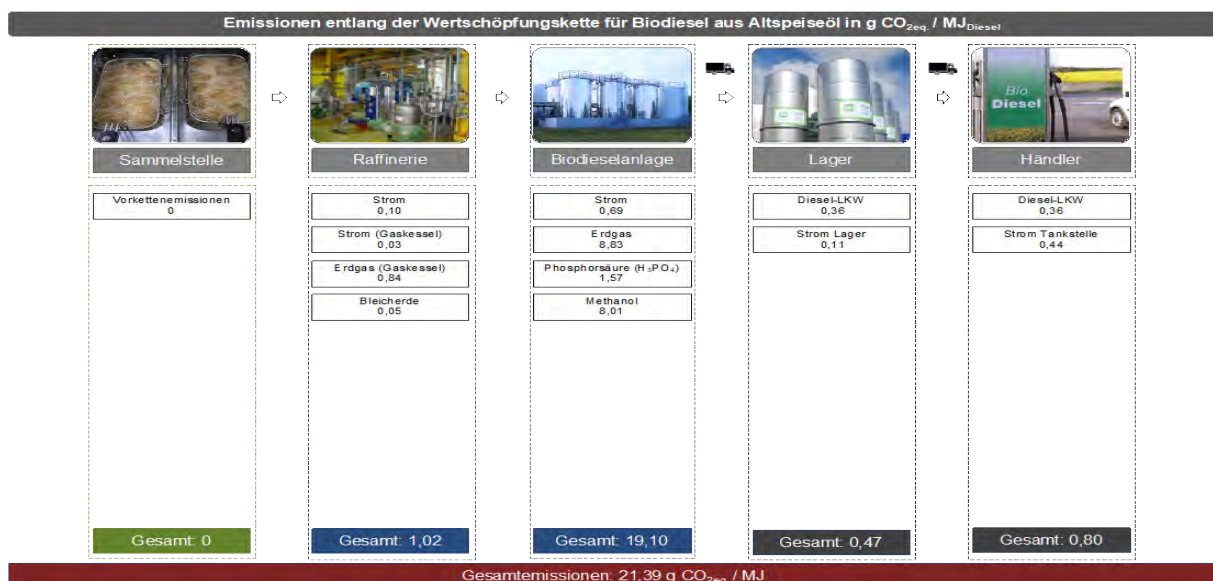 Emissionen entlang der Wertschöpfungskette für Biodiesel aus Altspeiseöl in g CO₂eq. / MJDiesel
Bio
Diesel
Sammelstelle
Raffinerie
Biodieselanlage
Lager
Händler
Vorkettenemissionen
0
Strom
0,10
Strom (Gaskessel)
0,03
Erdgas (Gaskessel)
0,84
Bleicherde
0,05
Strom
0,69
Erdgas
8,83
Phosphorsäure (H₃PO₄)
1,57
Methanol
8,01
Diesel-LKW
0,36
Strom Lager
0,11
Diesel-LKW
0,36
Strom Tankstelle
0,44
Gesamt: 0
Gesamt: 1,02
Gesamt: 19,10
Gesamt: 0,47
Gesamt: 0,80
Gesamtemissionen: 21,39 g CO₂eq. / MJ